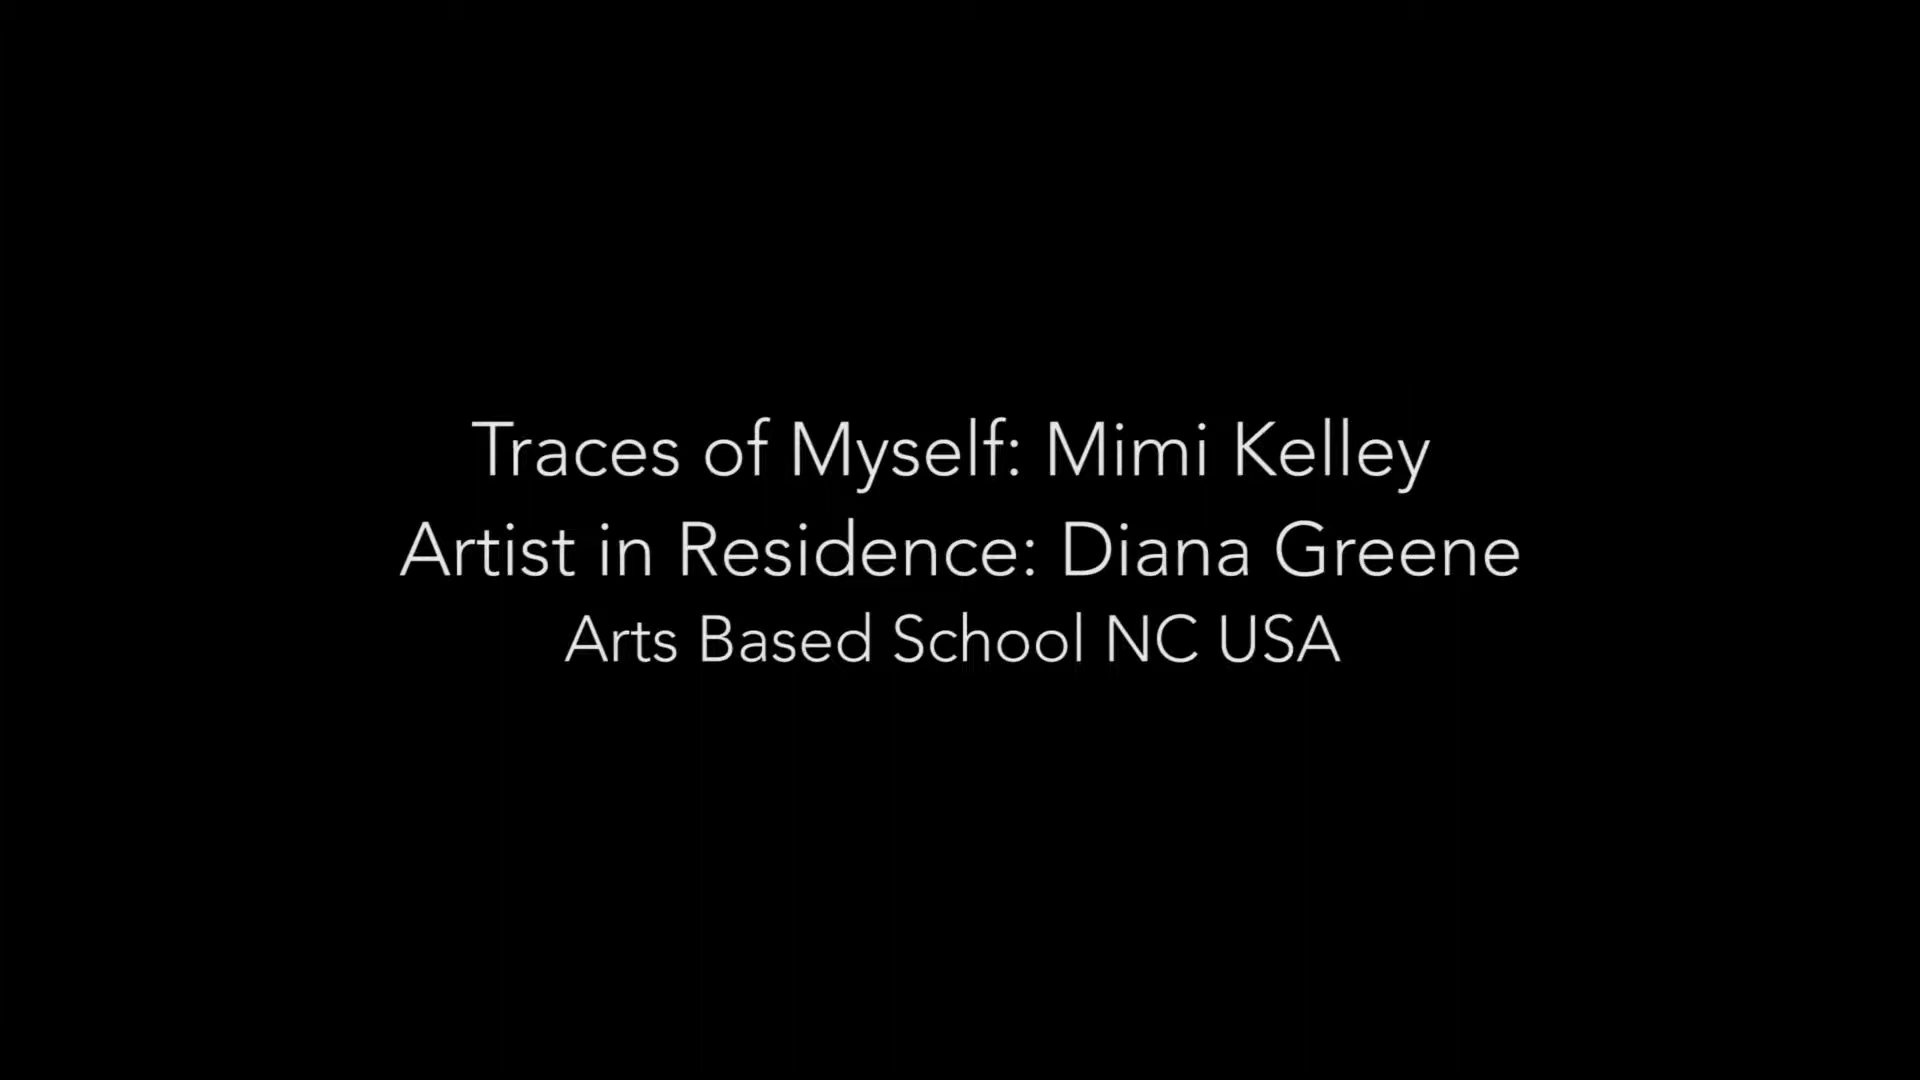 Traces of Myself: Mimi Kelley
Artist in Residence: Diana Greene
Arts Based School NC USA